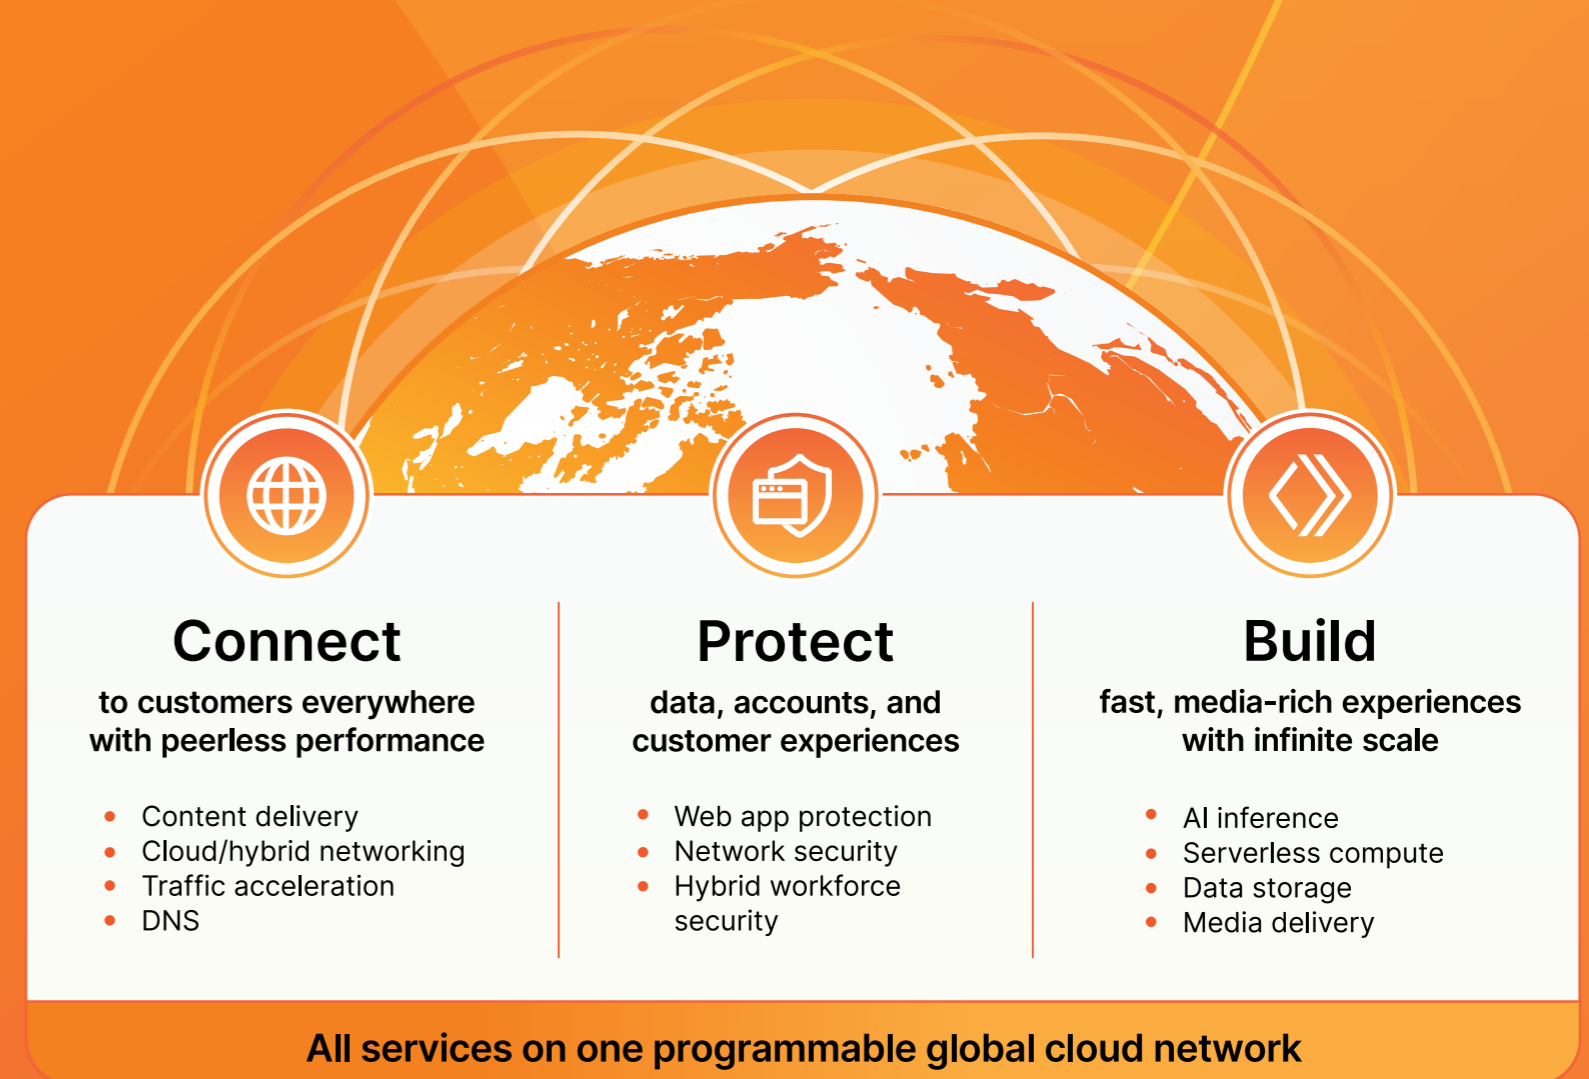 Connect
to customers everywhere
with peerless performance
• Content delivery
• Cloud/hybrid networking
• Traffic acceleration
• DNS
Protect
data, accounts, and
customer experiences
• Web app protection
• Network security
• Hybrid workforce
security
Build
fast, media-rich experiences
with infinite scale
• AI inference
• Serverless compute
• Data storage
• Media delivery
All services on one programmable global cloud network